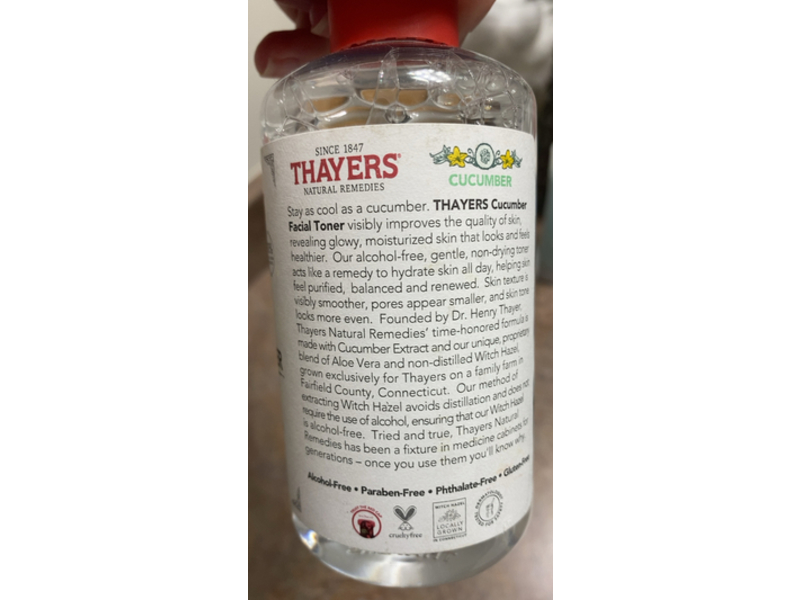 SINCE 1847
THAYERS®
NATURAL REMEDIES
CUCUMBER
Stay as cool as a cucumber. THAYERS Cucumber
Facial Toner visibly improves the quality of skin,
revealing glowy, moisturized skin that looks and feels
healthier. Our alcohol-free, gentle, non-drying toner
acts like a remedy to hydrate skin all day, helping skin
feel purified, balanced and renewed. Skin texture is
visibly smoother, pores appear smaller, and skin tone
looks more even. Founded by Dr. Henry Thayer,
Thayers Natural Remedies' time-honored formula is
made with Cucumber Extract and our unique, proprietary
blend of Aloe Vera and non-distilled Witch Hazel,
grown exclusively for Thayers on a family farm in
Fairfield County, Connecticut. Our method of
extracting Witch Hazel avoids distillation and does not
require the use of alcohol, ensuring that our Witch Hazel
is alcohol-free. Tried and true, Thayers Natural
Remedies has been a fixture in medicine cabinets for
generations – once you use them you'll know why.
Alcohol-Free • Paraben-Free • Phthalate-Free • Gluten-Free
crueltyfree
WITCH HAZEL
LOCALLY
GROWN
IN CONNECTICUT